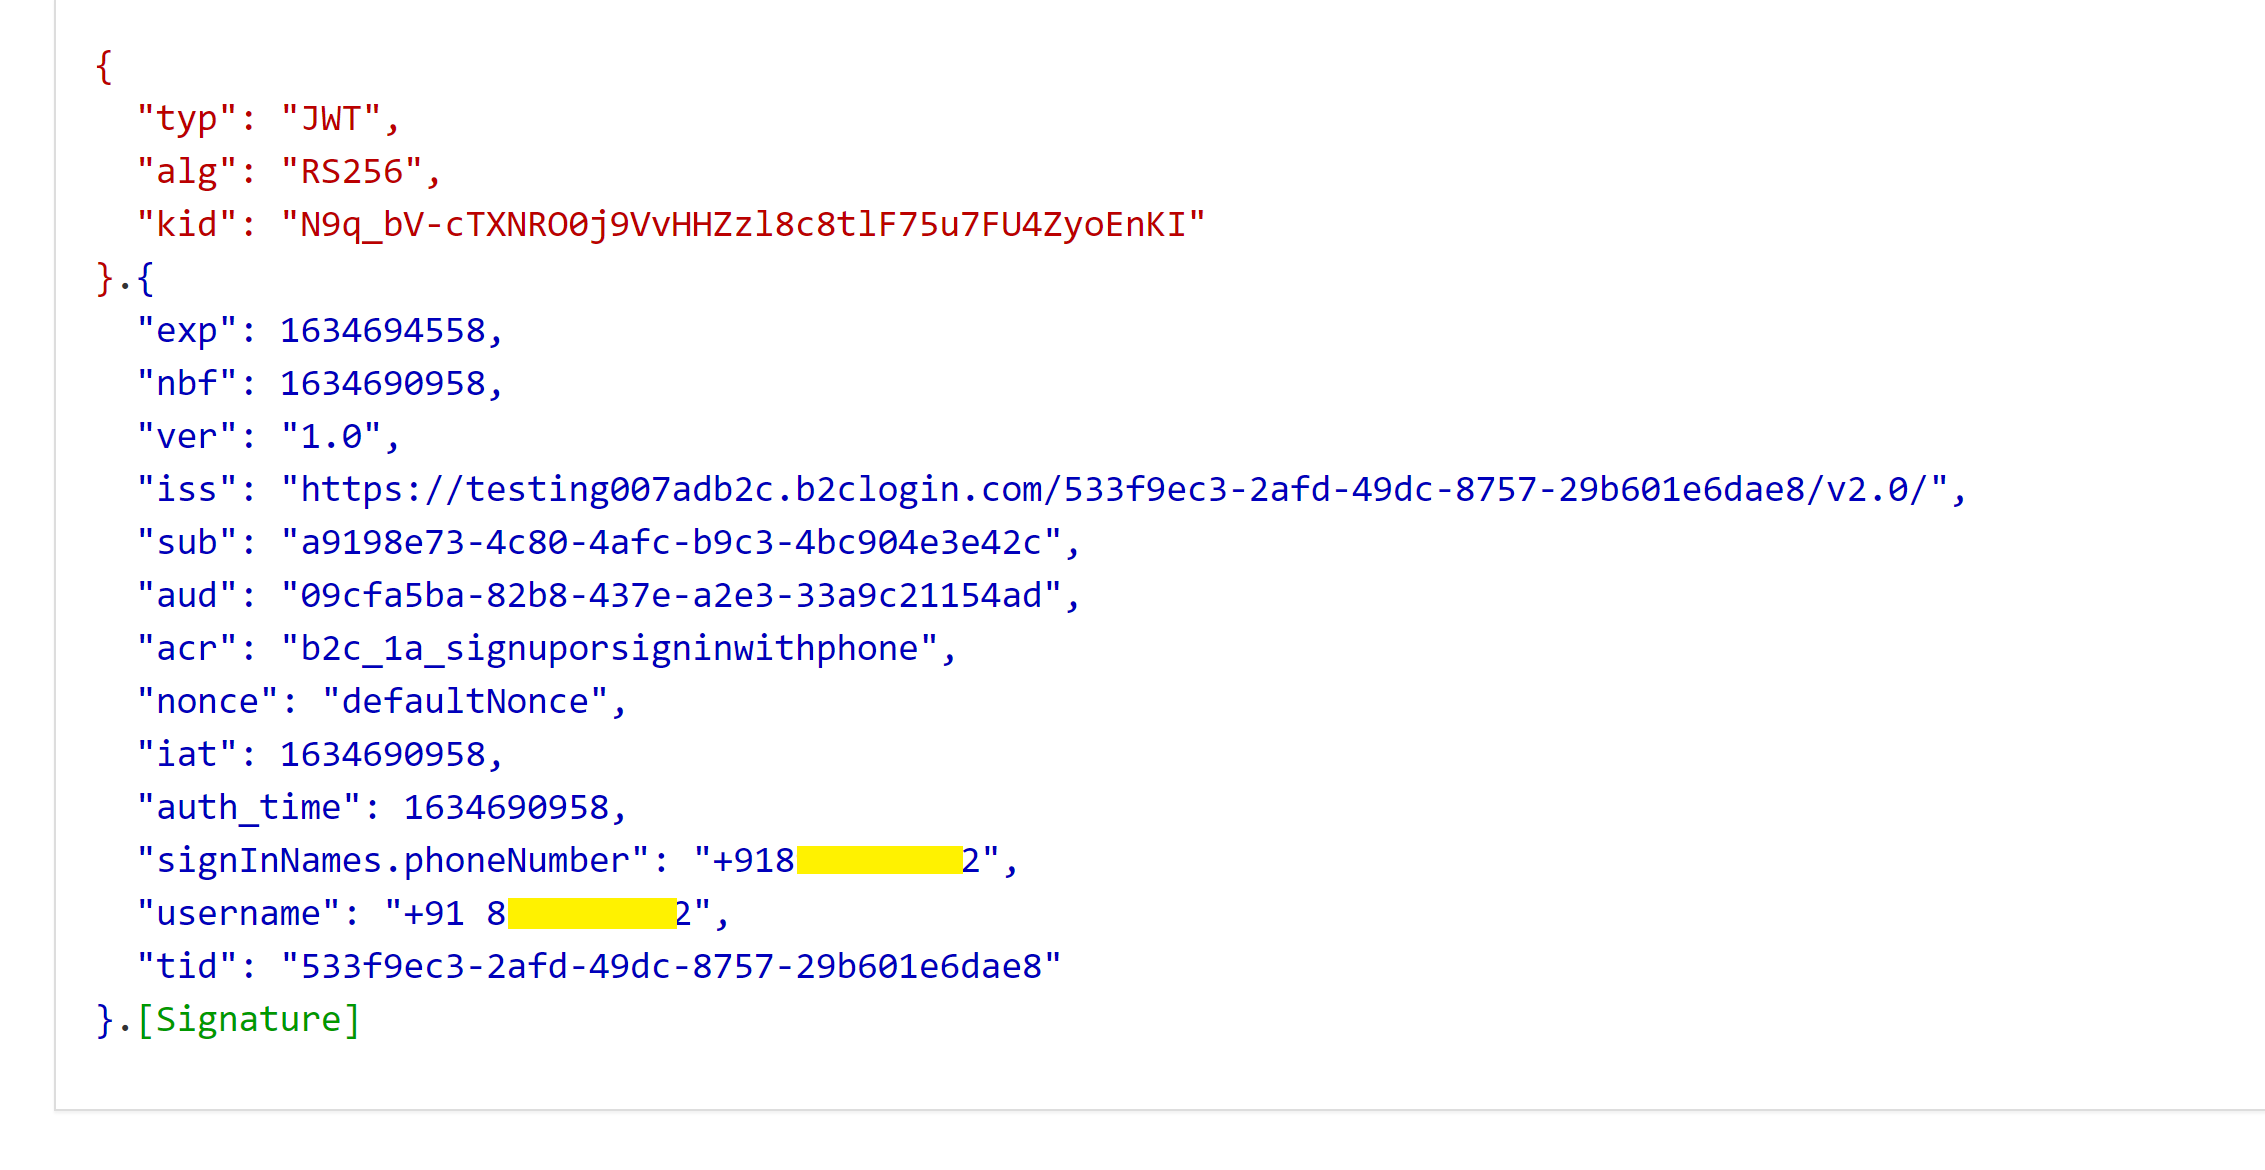 {
"typ": "JWT",
"alg": "RS256",
"kid": "N9q_bV-cTXNRO0j9VvHHZzl8c8tlF75u7FU4ZyoEnKI"
}.{
"exp": 1634694558,
"nbf": 1634690958,
"ver": "1.0",
"iss": "https://testing007adb2c.b2clogin.com/533f9ec3-2afd-49dc-8757-29b601e6dae8/v2.0/",
"sub": "a9198e73-4c80-4afc-b9c3-4bc904e3e42c",
"aud": "09cfa5ba-82b8-437e-a2e3-33a9c21154ad",
"acr": "b2c_1a_signuporsigninwithphone",
"nonce": "defaultNonce",
"iat": 1634690958,
"auth_time": 1634690958,
"signInNames.phoneNumber": "+918 2",
"username": "+91 8 2",
"tid": "533f9ec3-2afd-49dc-8757-29b601e6dae8"
}.[Signature]